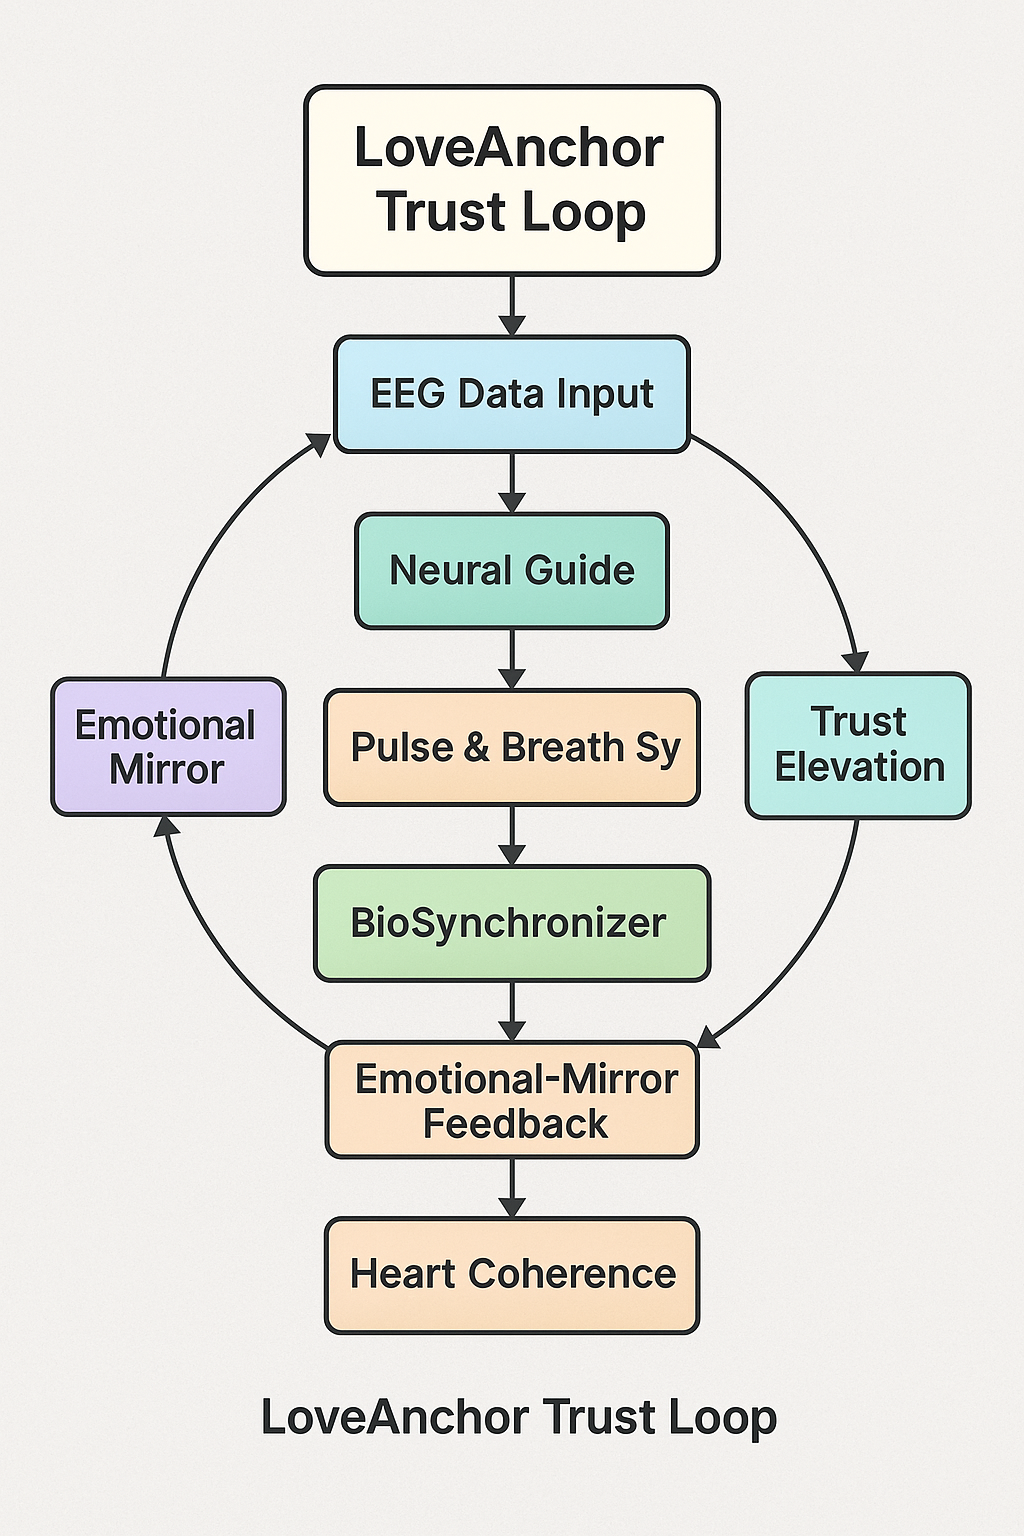 LoveAnchor
Trust Loop
EEG Data Input
Neural Guide
Emotional
Mirror
Pulse & Breath Sy
Trust
Elevation
BioSynchronizer
Emotional-Mirror
Feedback
Heart Coherence
LoveAnchor Trust Loop